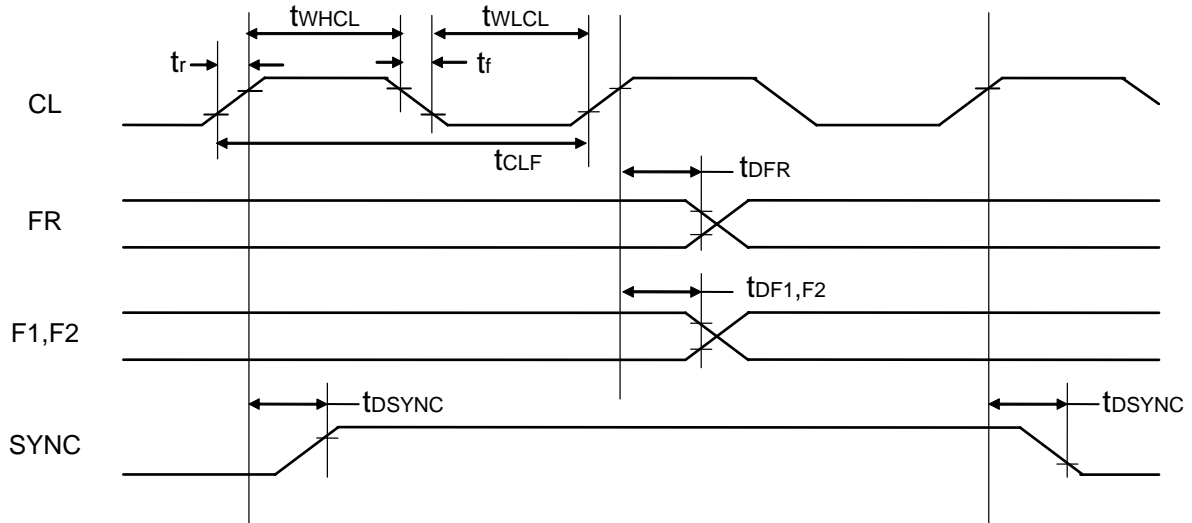 tWHCL
tWLCL
tr
tf
CL
tCLF
tDFR
FR
tDF1,F2
F1,F2
tDSYNC
tDSYNC
SYNC